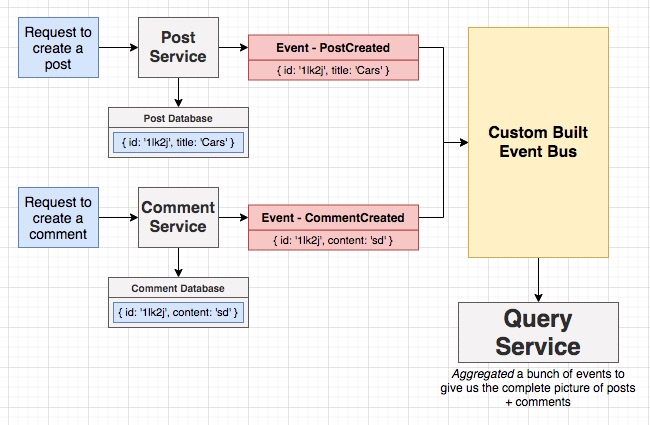 Request to
create a
post
Post
Service
Event - PostCreated
{ id: '1lk2j', title: 'Cars' }
Post Database
{ id: '1lk2j', title: 'Cars' }
Custom Built
Event Bus
Request to
create a
comment
Comment
Service
Event - CommentCreated
{ id: '1lk2j', content: 'sd' }
Comment Database
{ id: '1lk2j', content: 'sd' }
Query
Service
Aggregated a bunch of events to
give us the complete picture of posts
+ comments